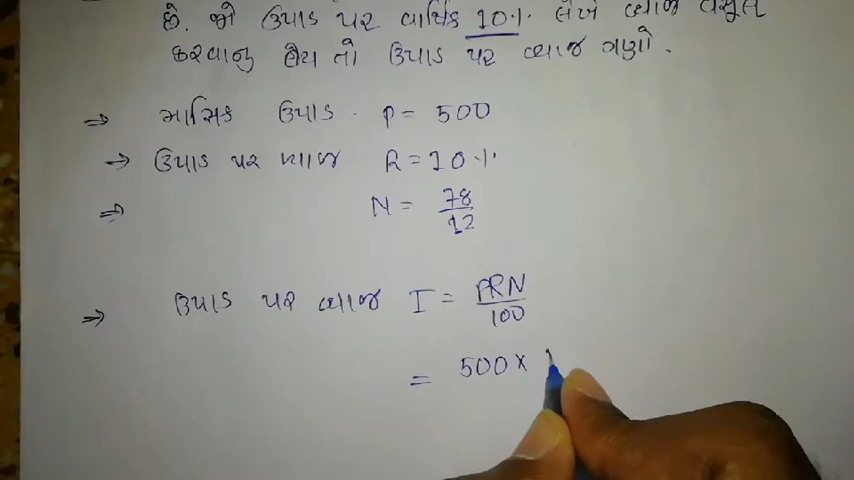 છે. જો ઉપાડ પર વાર્ષિક 10% લેખે વ્યાજ વસુલ
કરવાનુ હોય તો ઉપાડ પર વ્યાજ ગણો.
⇒ માસિક ઉપાડ. P = 500
⇒ ઉપાડ પર વ્યાજ R = 10%
⇒ N = 78/12
⇒ ઉપાડ પર વ્યાજ I = PRN/100
= 500 ×